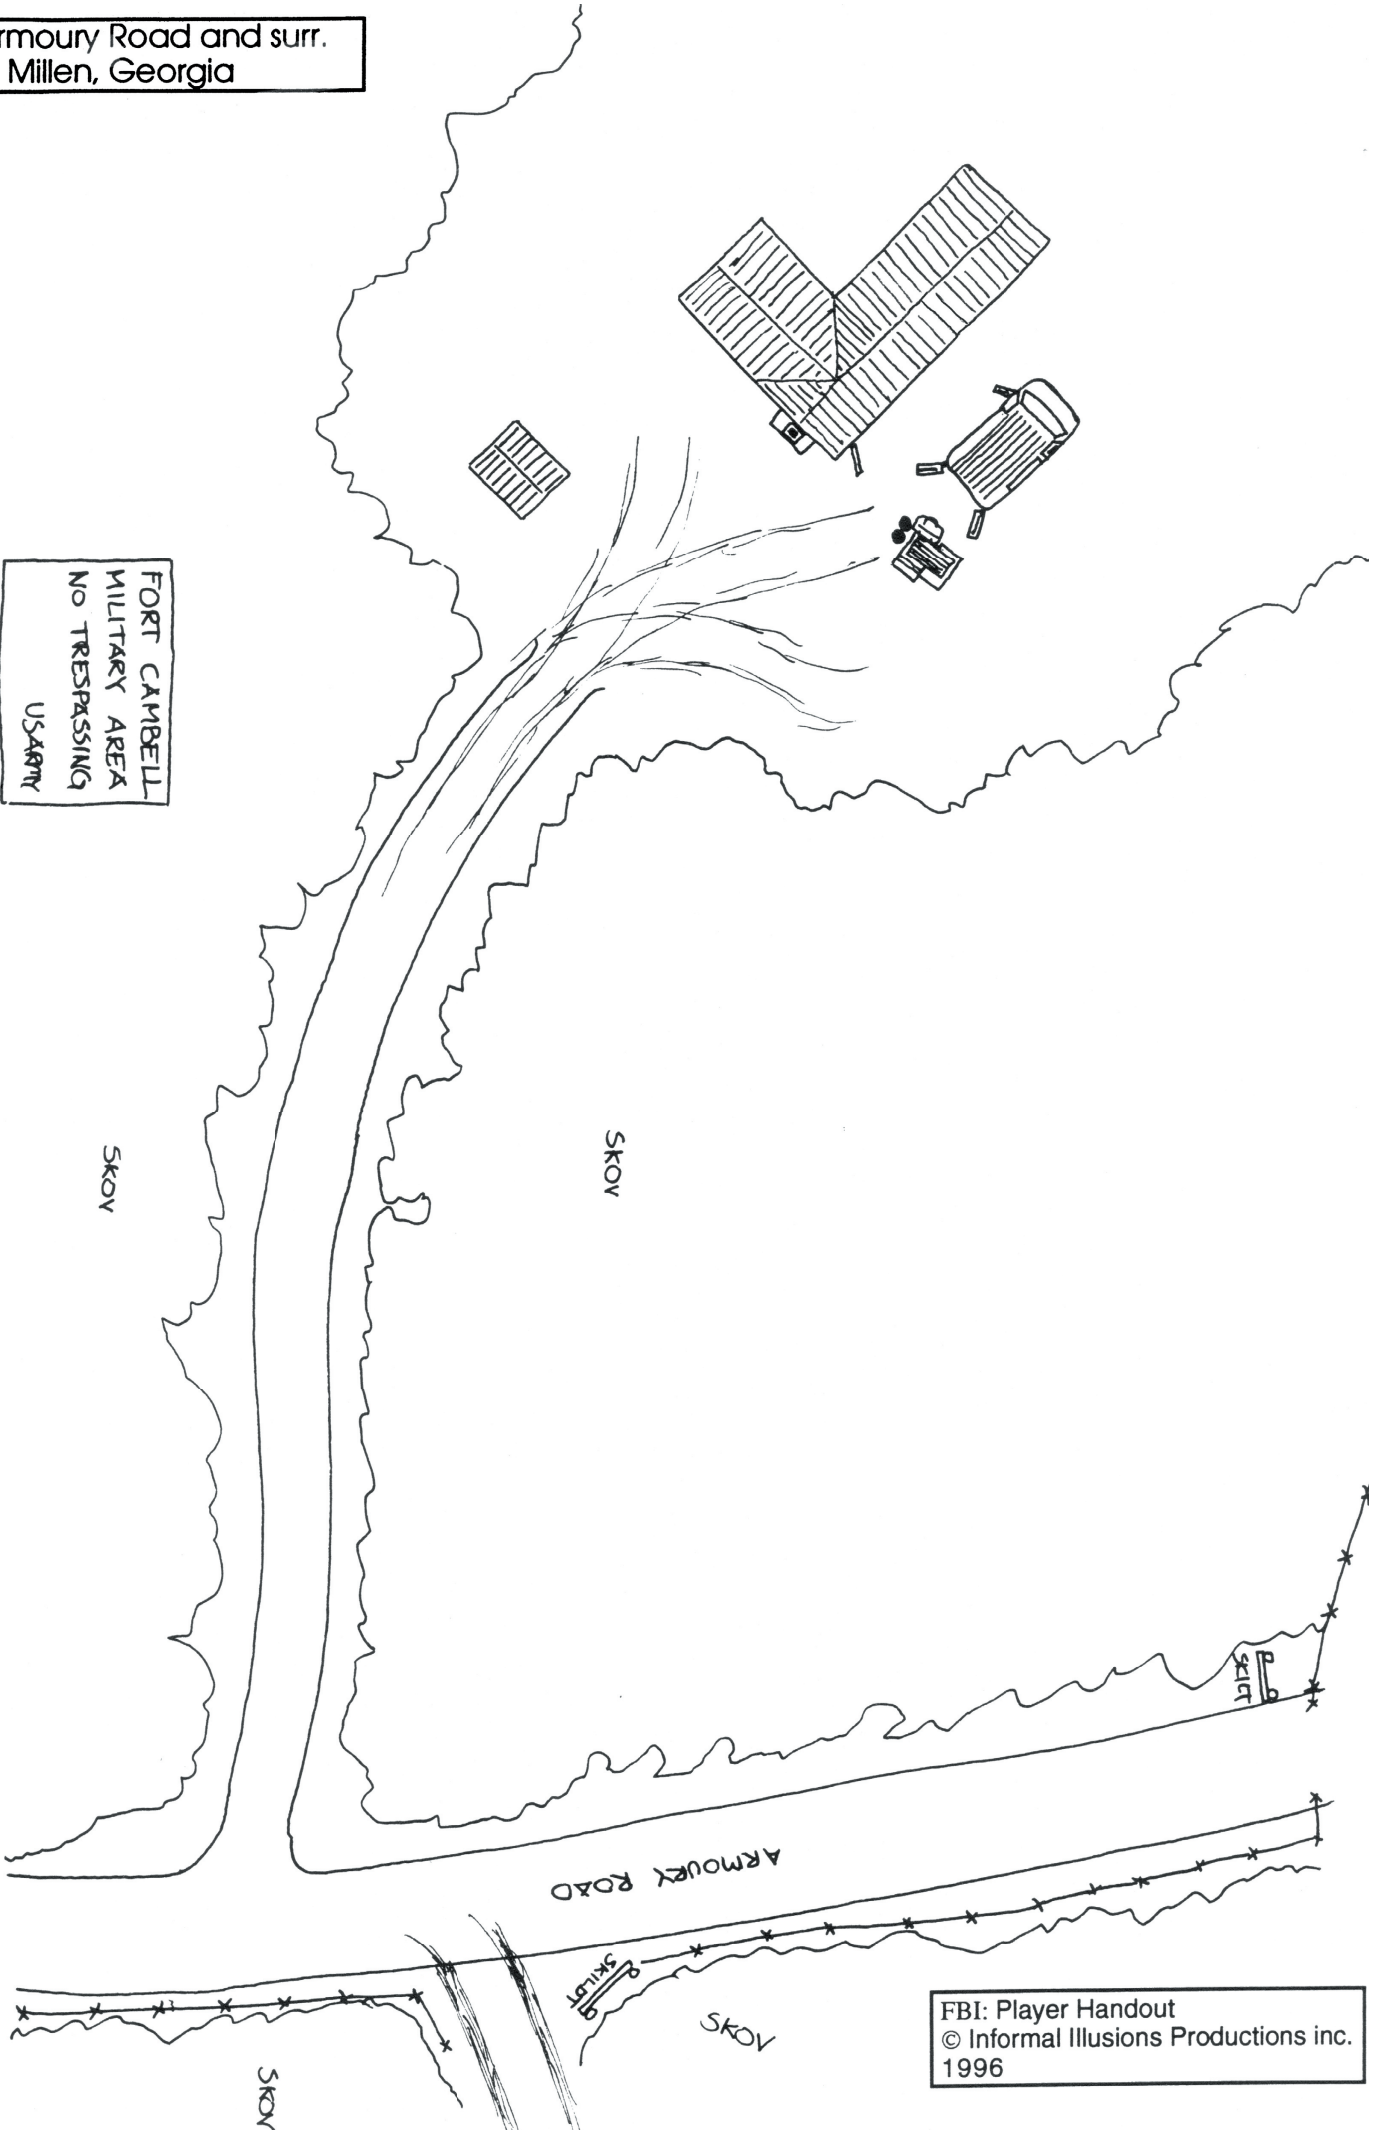 rmoury Road and surr.
Millen, Georgia
FORT CAMBELL
MILITARY AREA
NO TRESPASSING
USARMY
SKOV
SKOV
SKILT
ARMOURY ROAD
SKILDT
SKOV
SKOV
FBI: Player Handout
© Informal Illusions Productions inc.
1996